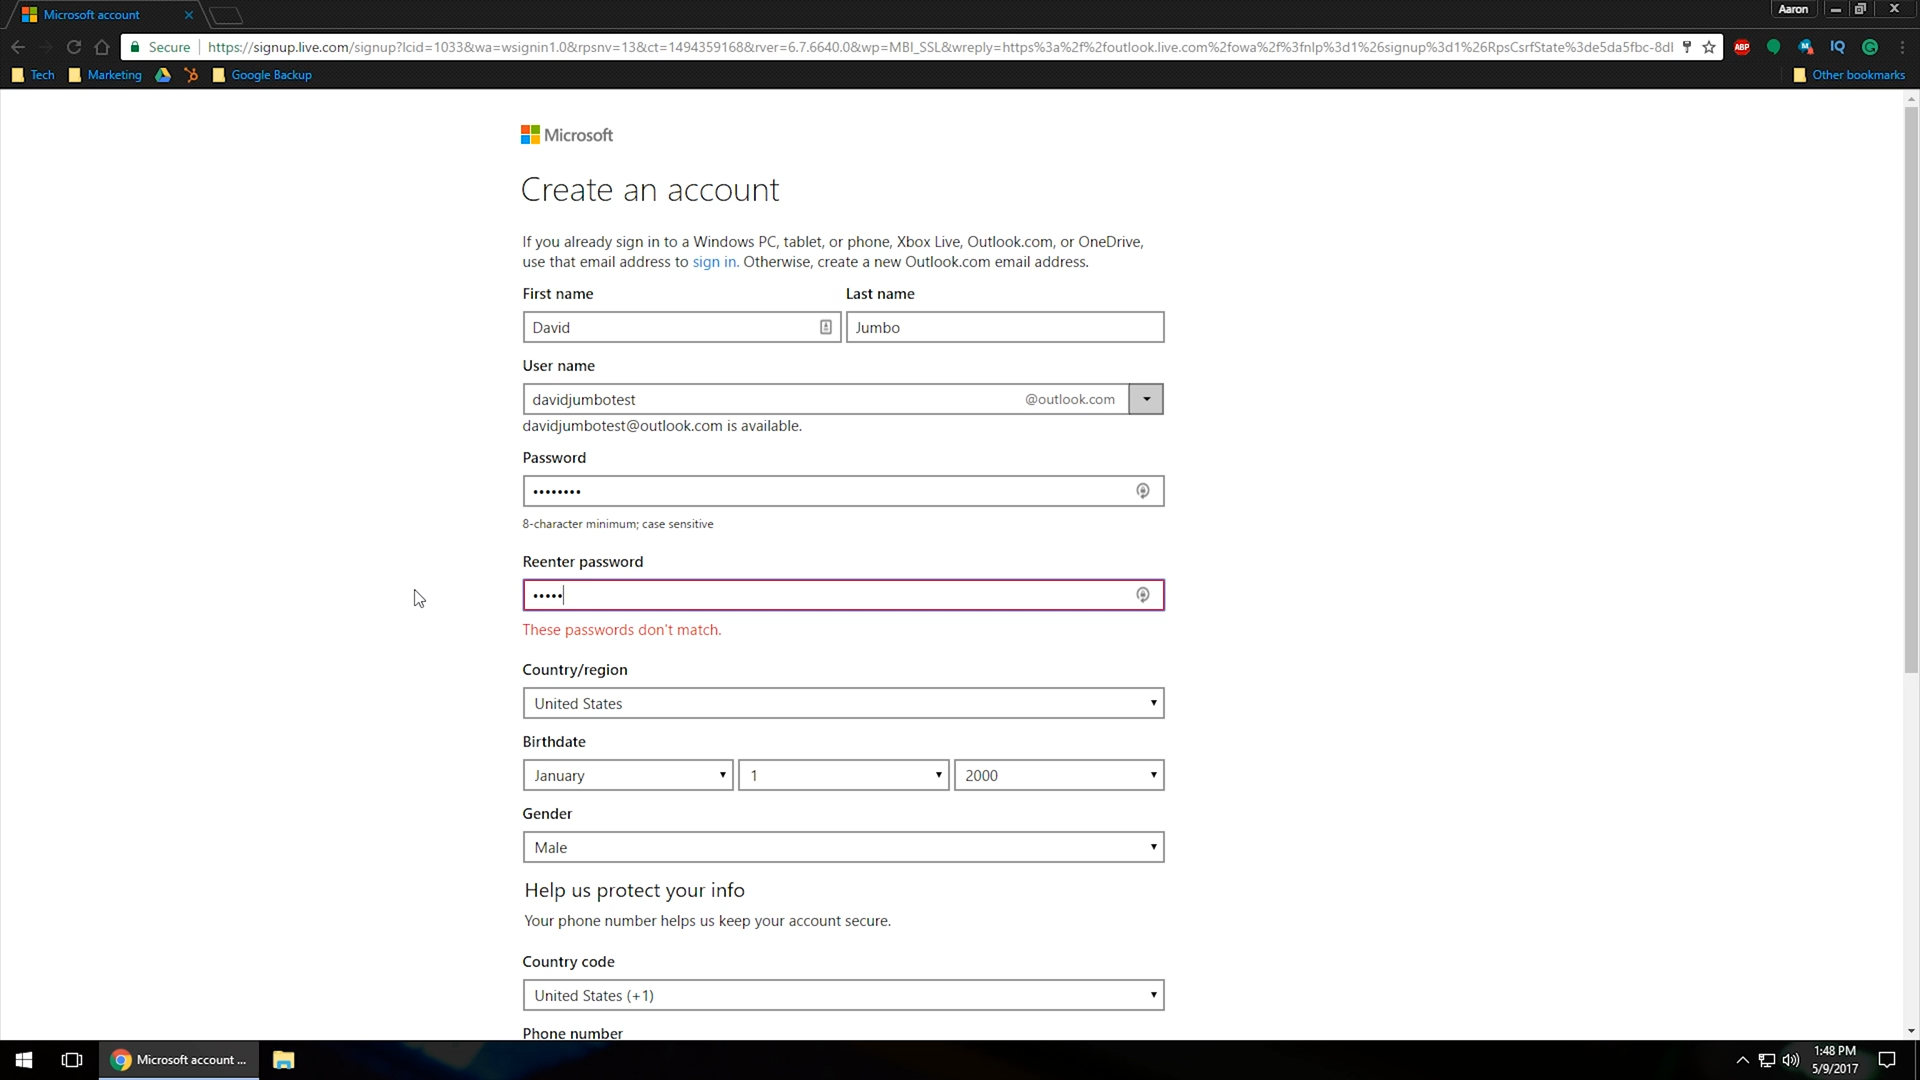 Microsoft account
Aaron
Secure
https://signup.live.com/signup?lcid=1033&wa=wsignin1.0&rpsnv=13&ct=1494359168&rver=6.7.6640.0&wp=MBI_SSL&wreply=https%3a%2f%2foutlook.live.com%2fowa%2f%3fnlp%3d1%26signup%3d1%26RpsCsrfState%3de5da5fbc-8dl
ABP
IQ
Tech
Marketing
Google Backup
Other bookmarks
Microsoft
Create an account
If you already sign in to a Windows PC, tablet, or phone, Xbox Live, Outlook.com, or OneDrive,
use that email address to sign in. Otherwise, create a new Outlook.com email address.
First name Last name
David Jumbo
User name
davidjumbotest @outlook.com
davidjumbotest@outlook.com is available.
Password
••••••••
8-character minimum; case sensitive
Reenter password
•••••
These passwords don't match.
Country/region
United States
Birthdate
January 1 2000
Gender
Male
Help us protect your info
Your phone number helps us keep your account secure.
Country code
United States (+1)
Phone number
Microsoft account ...
1:48 PM
5/9/2017